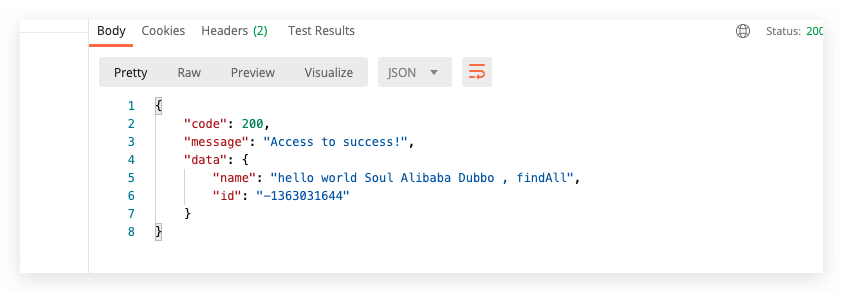 Body Cookies Headers (2) Test Results Status: 200
Pretty Raw Preview Visualize JSON
1 {
2 "code": 200,
3 "message": "Access to success!",
4 "data": {
5 "name": "hello world Soul Alibaba Dubbo , findAll",
6 "id": "-1363031644"
7 }
8 }